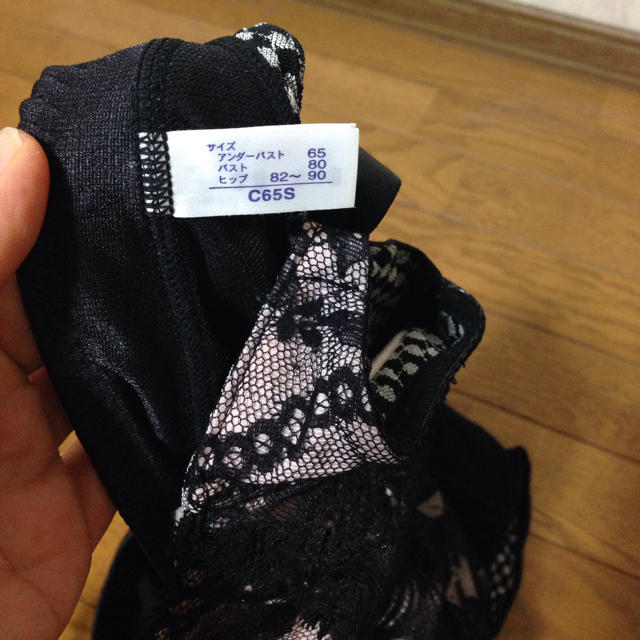 サイズ
アンダーバスト 65
バスト 80
ヒップ 82〜90
C65S